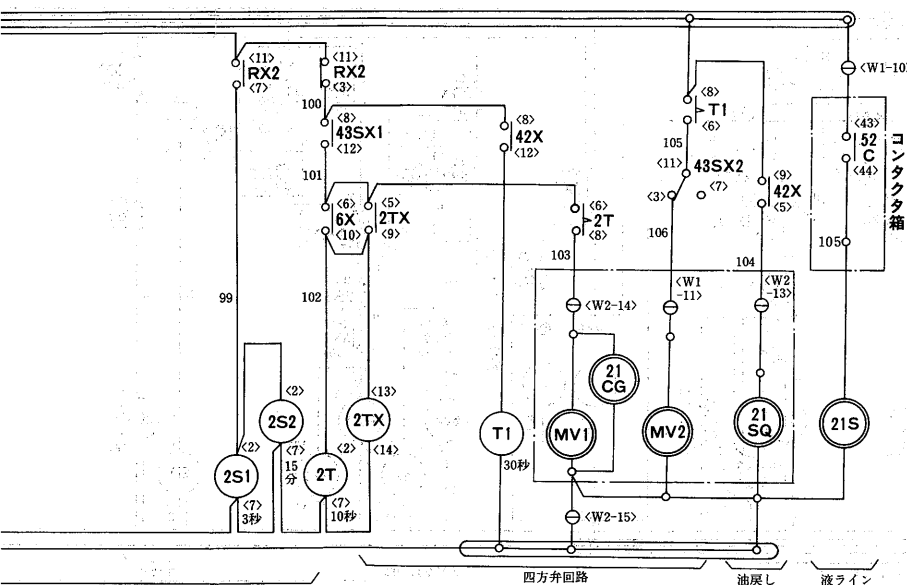 <W1-10
<11>
RX2
<7>
<11>
RX2
<3>
100
<8>
43SX1
<12>
101
<8>
42X
<12>
<8>
T1
<6>
105
<11>
43SX2
<3>
<7>
106
<9>
42X
<5>
104
<43>
52
C
<44>
105
コンタクタ箱
<6>
6X
<10>
<5>
2TX
<9>
<6>
2T
<8>
103
99
102
<W2-14>
<W1
-11>
<W2
-13>
21
CG
MV1
MV2
21
SQ
21S
<2>
2S2
<7>
15
分
<2>
2S1
<7>
3秒
<2>
2T
<7>
10秒
<13>
2TX
<14>
T1
30秒
<W2-15>
四方弁回路
油戻し
液ライン